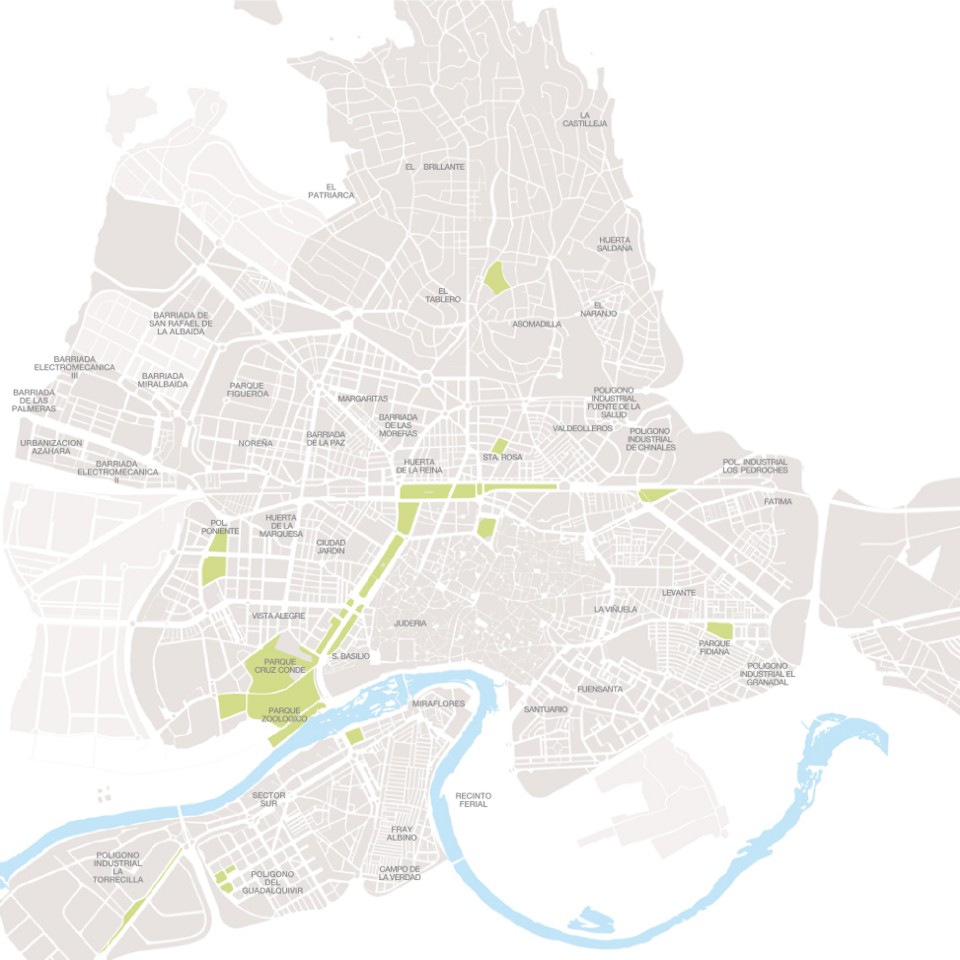 LA
CASTILLEJA
EL BRILLANTE
EL
PATRIARCA
HUERTA
SALDAÑA
EL
TABLERO
EL
NARANJO
BARRIADA DE
SAN RAFAEL DE
LA ALBAIDA
ASOMADILLA
BARRIADA
ELECTROMECANICA
III
BARRIADA
MIRALBAIDA
PARQUE
FIGUEROA
MARGARITAS
BARRIADA
DE LAS
PALMERAS
POLIGONO
INDUSTRIAL
FUENTE DE LA
SALUD
BARRIADA
DE LAS
MORERAS
VALDEOLLEROS
BARRIADA
DE LA PAZ
NOREÑA
URBANIZACION
AZAHARA
POLIGONO
INDUSTRIAL
DE CHINALES
STA. ROSA
HUERTA
DE LA REINA
BARRIADA
ELECTROMECANICA
II
POL. INDUSTRIAL
LOS PEDROCHES
FATIMA
POL.
PONIENTE
HUERTA
DE LA
MARQUESA
CIUDAD
JARDIN
LEVANTE
LA VIÑUELA
VISTA ALEGRE
JUDERIA
PARQUE
FIDIANA
S. BASILIO
PARQUE
CRUZ CONDE
POLIGONO
INDUSTRIAL EL
GRANADAL
FUENSANTA
MIRAFLORES
SANTUARIO
PARQUE
ZOOLOGICO
SECTOR
SUR
RECINTO
FERIAL
FRAY
ALBINO
POLIGONO
INDUSTRIAL
LA
TORRECILLA
POLIGONO
DEL
GUADALQUIVIR
CAMPO DE
LA VERDAD